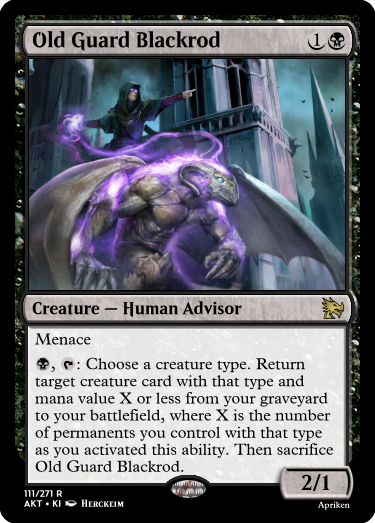 Old Guard Blackrod 1
Creature — Human Advisor
Menace
, : Choose a creature type. Return
target creature card with that type and
mana value X or less from your graveyard
to your battlefield, where X is the number
of permanents you control with that type
as you activated this ability. Then sacrifice
Old Guard Blackrod.
2/1
111/271 R
AKT • KI Herckeim
Apriken